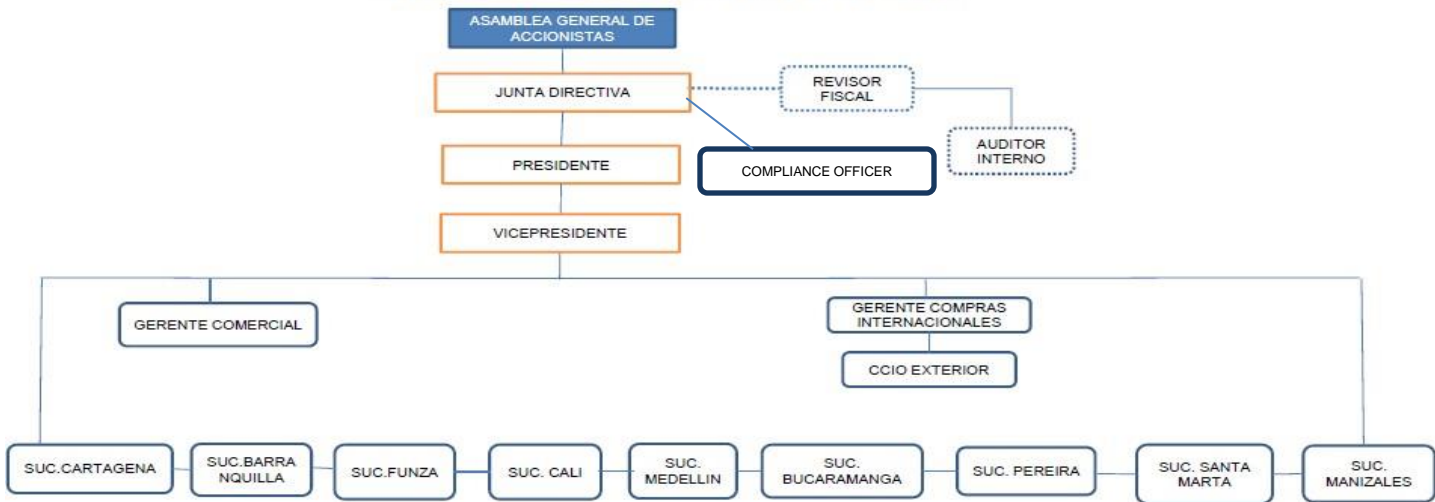 ASAMBLEA GENERAL DE
ACCIONISTAS
JUNTA DIRECTIVA
REVISOR
FISCAL
AUDITOR
INTERNO
PRESIDENTE
COMPLIANCE OFFICER
VICEPRESIDENTE
GERENTE COMERCIAL
GERENTE COMPRAS
INTERNACIONALES
CCIO EXTERIOR
SUC.CARTAGENA
SUC.BARRA
NQUILLA
SUC.FUNZA
SUC. CALI
SUC.
MEDELLIN
SUC.
BUCARAMANGA
SUC. PEREIRA
SUC. SANTA
MARTA
SUC.
MANIZALES